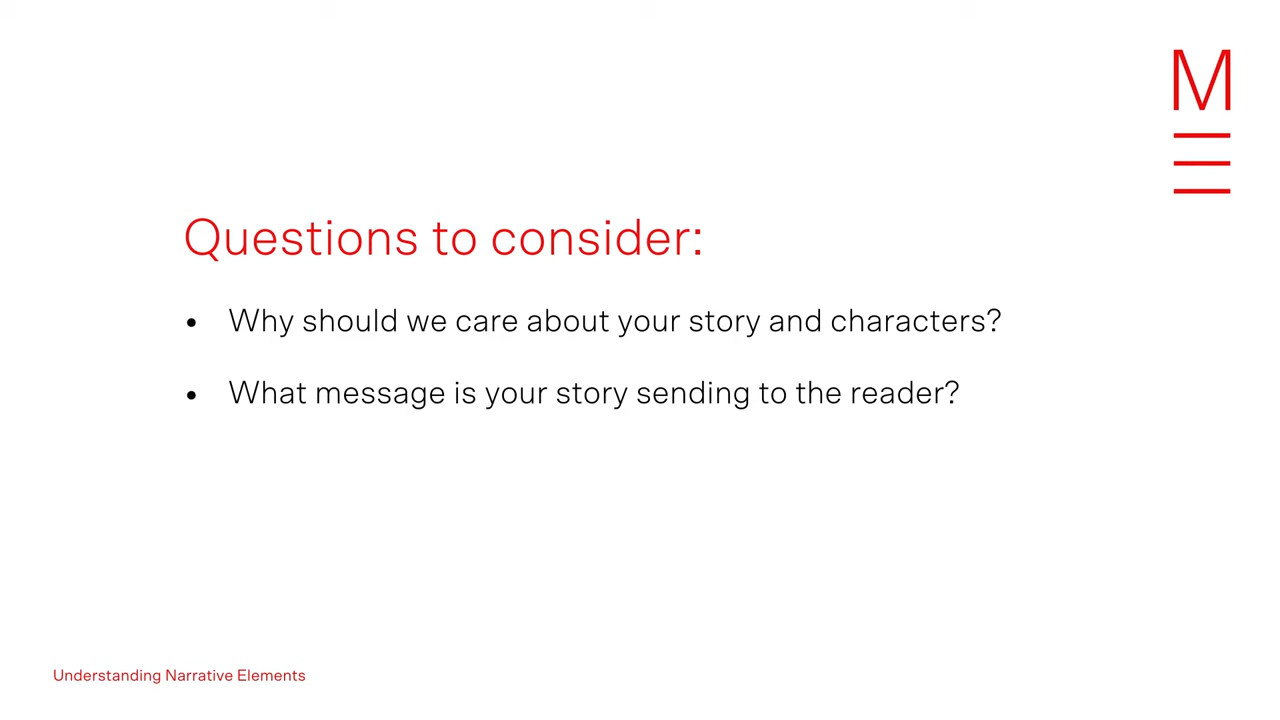 M
Questions to consider:
• Why should we care about your story and characters?
• What message is your story sending to the reader?
Understanding Narrative Elements